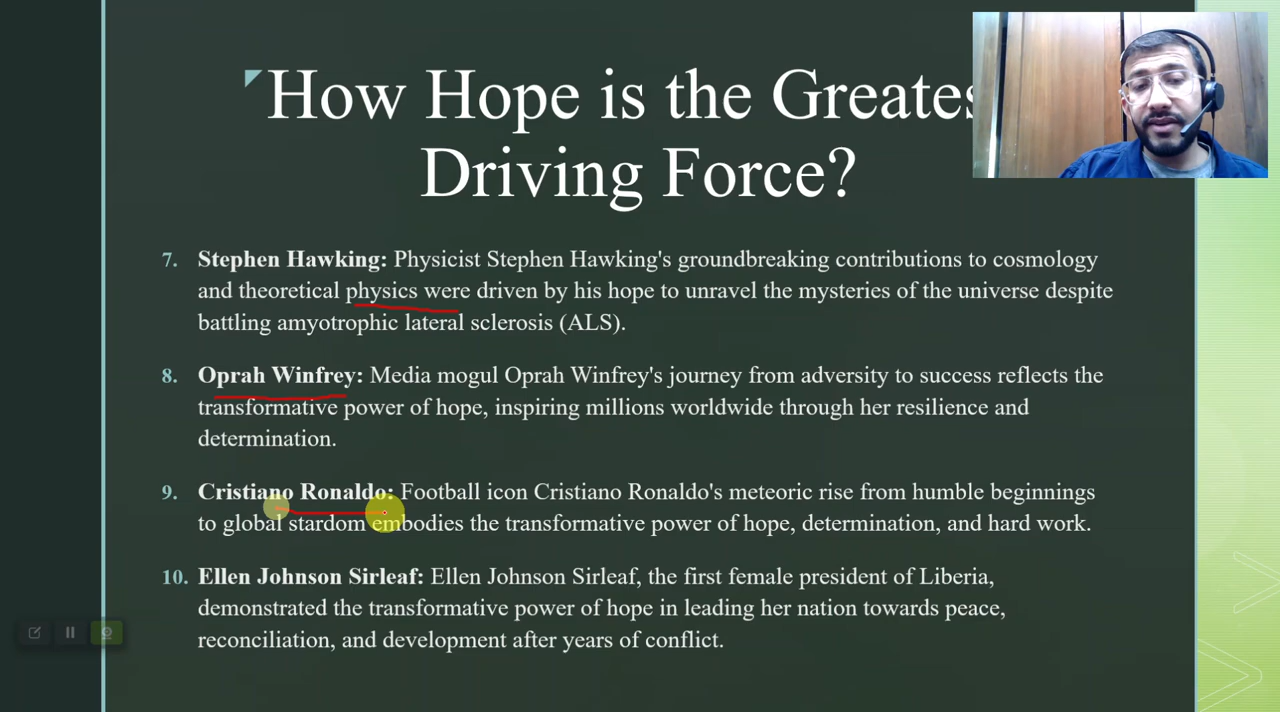 How Hope is the Greates
Driving Force?
7. Stephen Hawking: Physicist Stephen Hawking's groundbreaking contributions to cosmology
and theoretical physics were driven by his hope to unravel the mysteries of the universe despite
battling amyotrophic lateral sclerosis (ALS).
8. Oprah Winfrey: Media mogul Oprah Winfrey's journey from adversity to success reflects the
transformative power of hope, inspiring millions worldwide through her resilience and
determination.
9. Cristiano Ronaldo: Football icon Cristiano Ronaldo's meteoric rise from humble beginnings
to global stardom embodies the transformative power of hope, determination, and hard work.
10. Ellen Johnson Sirleaf: Ellen Johnson Sirleaf, the first female president of Liberia,
demonstrated the transformative power of hope in leading her nation towards peace,
reconciliation, and development after years of conflict.